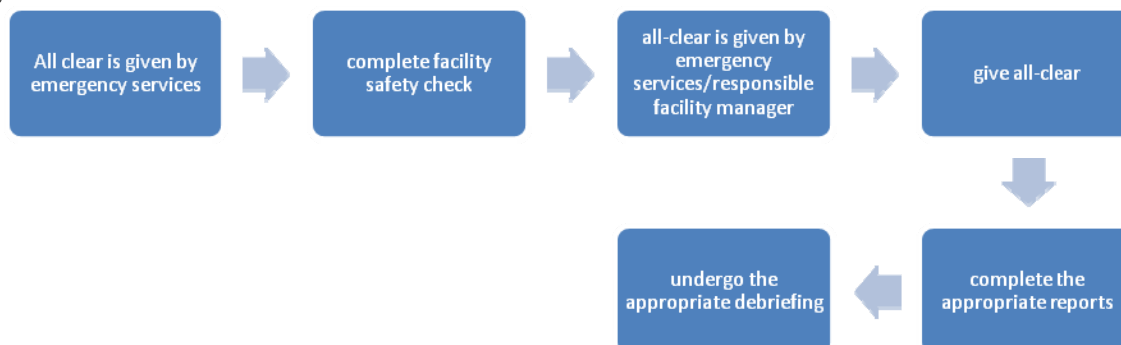 All clear is given by
emergency services
complete facility
safety check
all-clear is given by
emergency
services/responsible
facility manager
give all-clear
complete the
appropriate reports
undergo the
appropriate debriefing